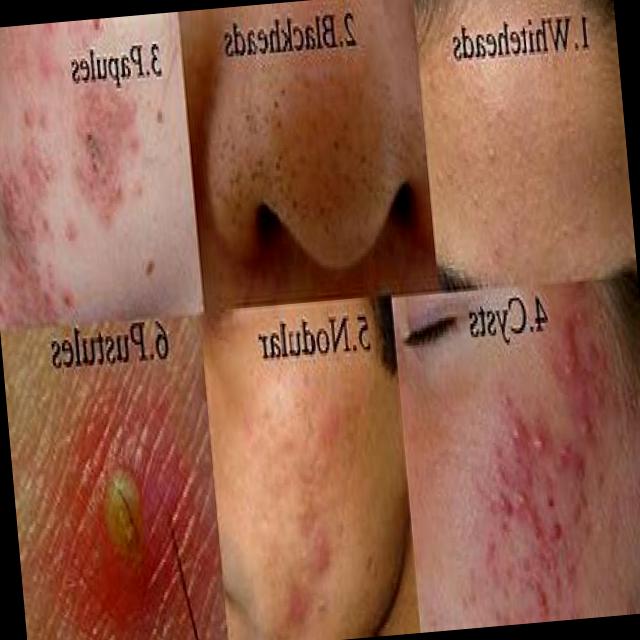 1.Whiteheads
2.Blackheads
3.Papules
4.Cysts
5.Nodular
6.Pustules